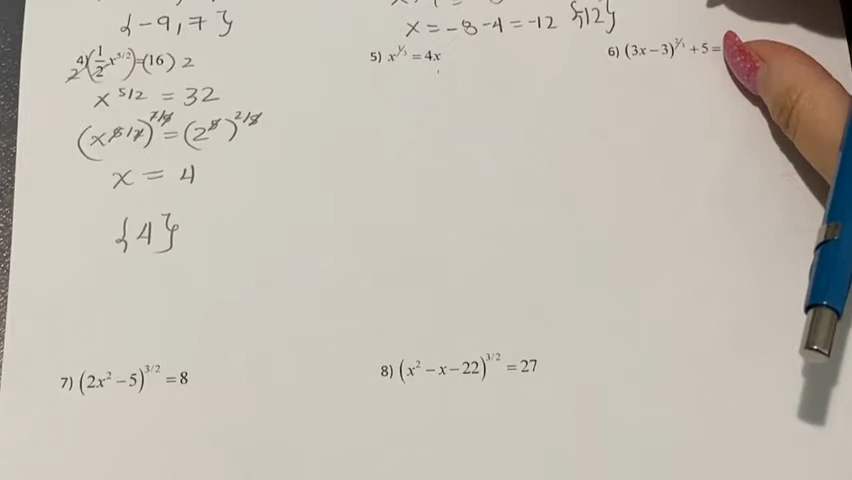 {-9, 7}
x = -8 -4 = -12 {12}
4) (1/2 x^5/2) = (16) 2
2
x^5/2 = 32
(x^5/2)^2/5 = (2^5)^2/5
x = 4
{4}
5) x^1/3 = 4x
6) (3x - 3)^2/3 + 5 =
7) (2x² - 5)^3/2 = 8
8) (x² - x - 22)^3/2 = 27